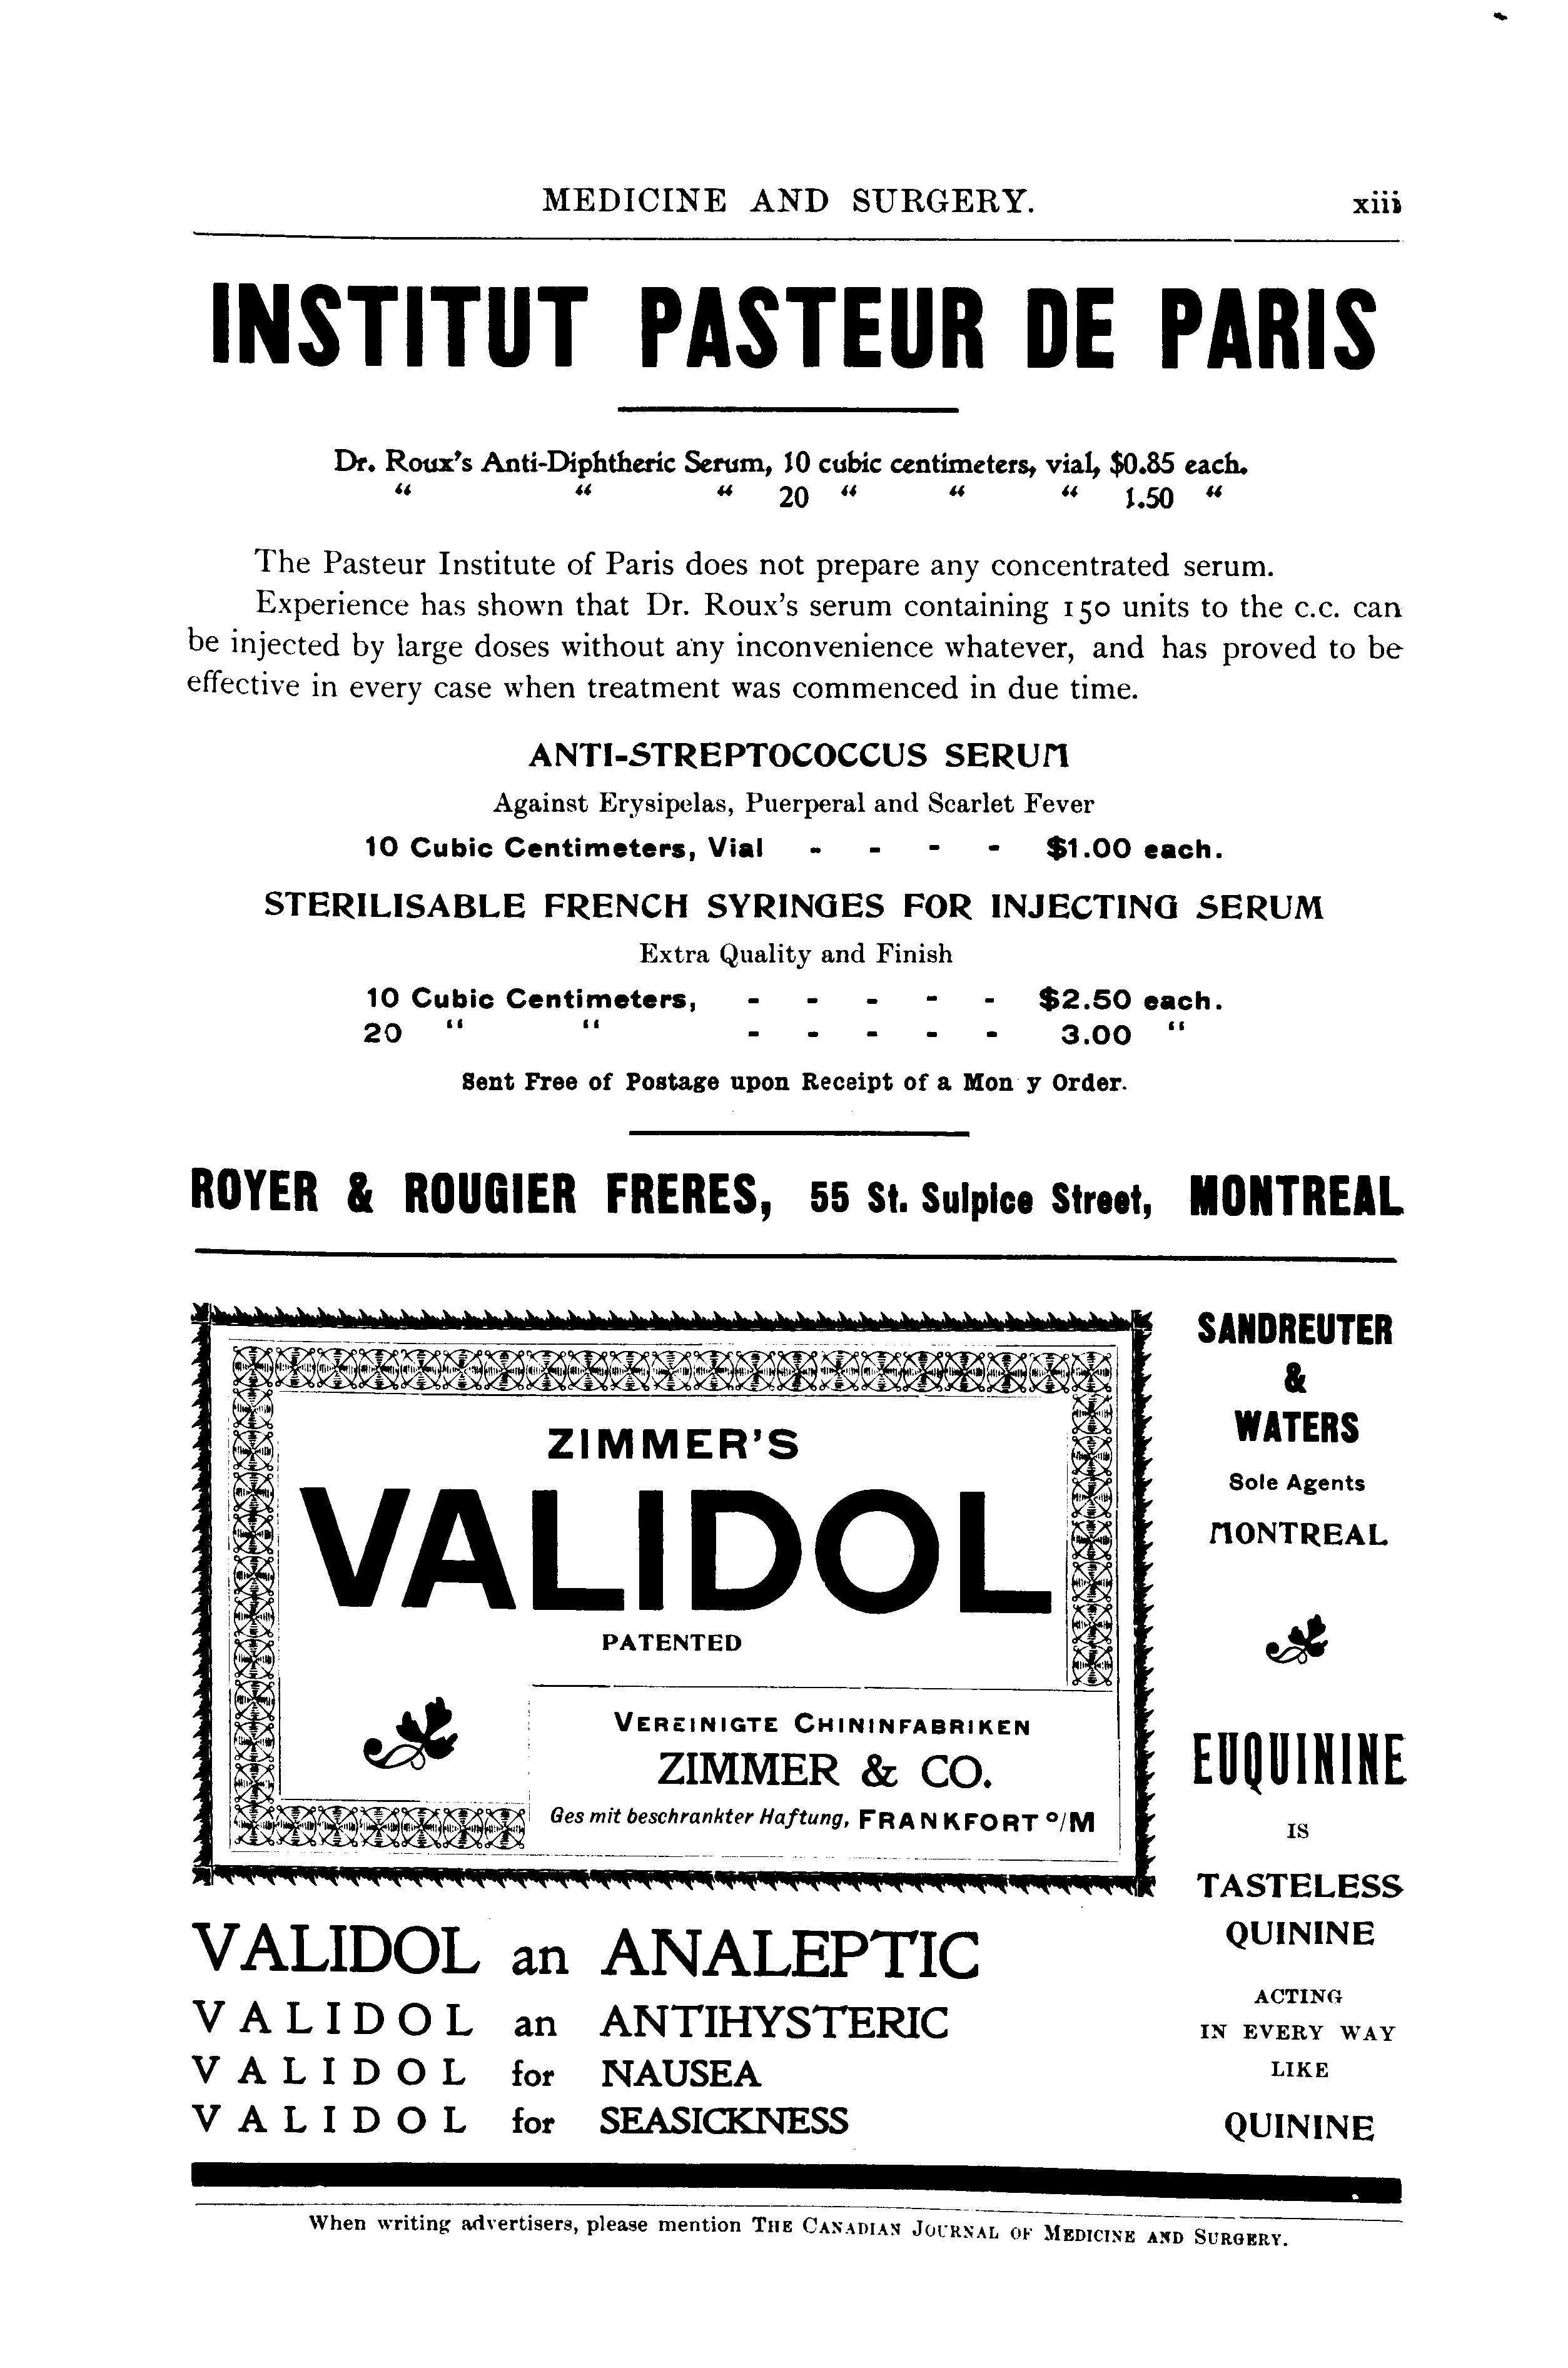 MEDICINE AND SURGERY. xiii
INSTITUT PASTEUR DE PARIS
Dr. Roux's Anti-Diphtheric Serum, 10 cubic centimeters, vial, $0.85 each.
" " " 20 " " " 1.50 "
The Pasteur Institute of Paris does not prepare any concentrated serum.
Experience has shown that Dr. Roux's serum containing 150 units to the c.c. can
be injected by large doses without any inconvenience whatever, and has proved to be
effective in every case when treatment was commenced in due time.
ANTI-STREPTOCOCCUS SERUM
Against Erysipelas, Puerperal and Scarlet Fever
10 Cubic Centimeters, Vial - - - - $1.00 each.
STERILISABLE FRENCH SYRINGES FOR INJECTING SERUM
Extra Quality and Finish
10 Cubic Centimeters, - - - - - $2.50 each.
20 " " - - - - - 3.00 "
Sent Free of Postage upon Receipt of a Mon y Order.
ROYER & ROUGIER FRERES, 55 St. Sulpice Street, MONTREAL
ZIMMER'S
VALIDOL
PATENTED
VEREINIGTE CHININFABRIKEN
ZIMMER & CO.
Ges mit beschrankter Haftung, FRANKFORT o/M
VALIDOL an ANALEPTIC
VALIDOL an ANTIHYSTERIC
VALIDOL for NAUSEA
VALIDOL for SEASICKNESS
SANDREUTER
&
WATERS
Sole Agents
MONTREAL
EUQUININE
IS
TASTELESS
QUININE
ACTING
IN EVERY WAY
LIKE
QUININE
When writing advertisers, please mention THE CANADIAN JOURNAL OF MEDICINE AND SURGERY.